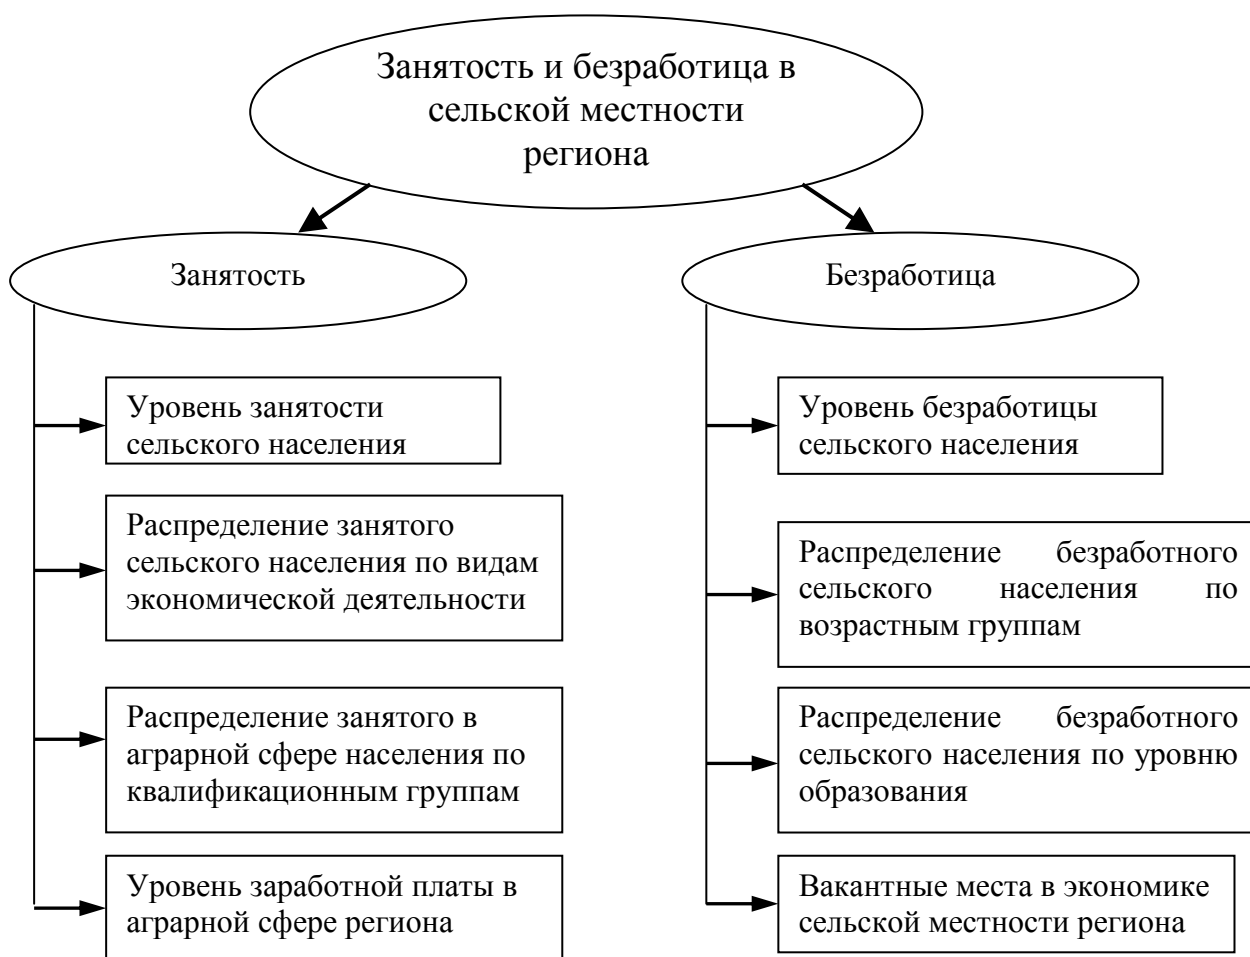 Занятость и безработица в
сельской местности
региона
Занятость
Безработица
Уровень занятости
сельского населения
Распределение занятого
сельского населения по видам
экономической деятельности
Распределение занятого в
аграрной сфере населения по
квалификационным группам
Уровень заработной платы в
аграрной сфере региона
Уровень безработицы
сельского населения
Распределение безработного
сельского населения по
возрастным группам
Распределение безработного
сельского населения по уровню
образования
Вакантные места в экономике
сельской местности региона